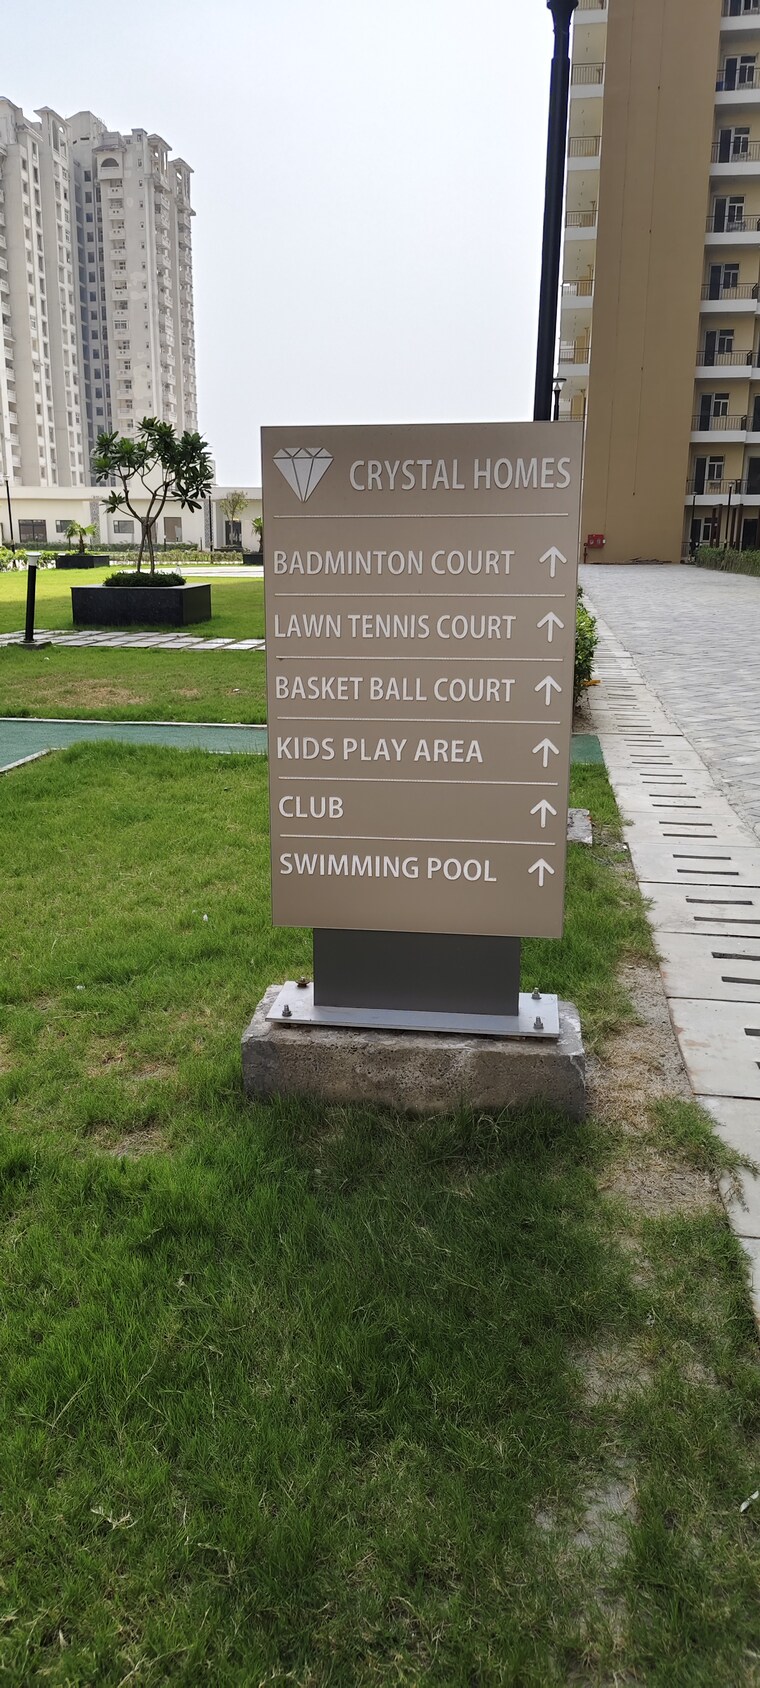 CRYSTAL HOMES
BADMINTON COURT ↑
LAWN TENNIS COURT ↑
BASKET BALL COURT ↑
KIDS PLAY AREA ↑
CLUB ↑
SWIMMING POOL ↑